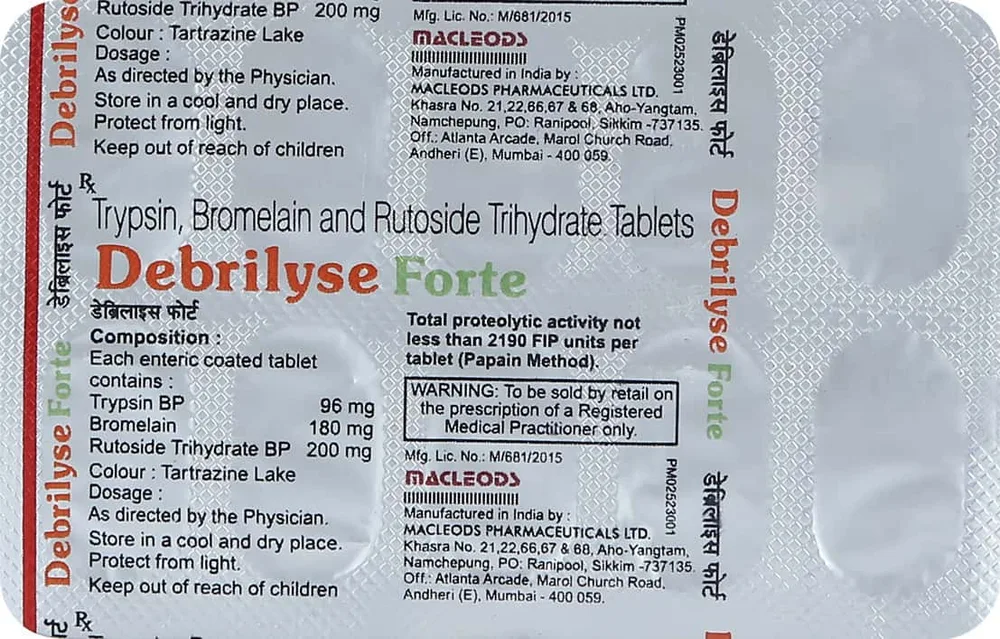 Rutoside Trihydrate BP 200 mg
Colour : Tartrazine Lake
Dosage :
As directed by the Physician.
Store in a cool and dry place.
Protect from light.
Keep out of reach of children
Mfg. Lic. No.: M/681/2015
MACLEODS
Manufactured in India by :
MACLEODS PHARMACEUTICALS LTD.
Khasra No. 21,22,66,67 & 68, Aho-Yangtam,
Namchepung, PO: Ranipool, Sikkim -737135.
Off.: Atlanta Arcade, Marol Church Road,
Andheri (E), Mumbai - 400 059.
PM02523001
डेब्रिलाइस फोर्ट
Debrilyse
डेब्रिलाइस फोर्ट
Rx
Trypsin, Bromelain and Rutoside Trihydrate Tablets
Debrilyse Forte
डेब्रिलाइस फोर्ट
Composition :
Each enteric coated tablet
contains :
Trypsin BP 96 mg
Bromelain 180 mg
Rutoside Trihydrate BP 200 mg
Colour : Tartrazine Lake
Dosage :
As directed by the Physician.
Store in a cool and dry place.
Protect from light.
Keep out of reach of children
Total proteolytic activity not
less than 2190 FIP units per
tablet (Papain Method).
WARNING: To be sold by retail on
the prescription of a Registered
Medical Practitioner only.
Mfg. Lic. No.: M/681/2015
MACLEODS
Manufactured in India by :
MACLEODS PHARMACEUTICALS LTD.
Khasra No. 21,22,66,67 & 68, Aho-Yangtam,
Namchepung, PO: Ranipool, Sikkim -737135.
Off.: Atlanta Arcade, Marol Church Road,
Andheri (E), Mumbai - 400 059.
PM02523001
Debrilyse Forte
डेब्रिलाइस फोर्ट
Debrilyse Forte
Rx